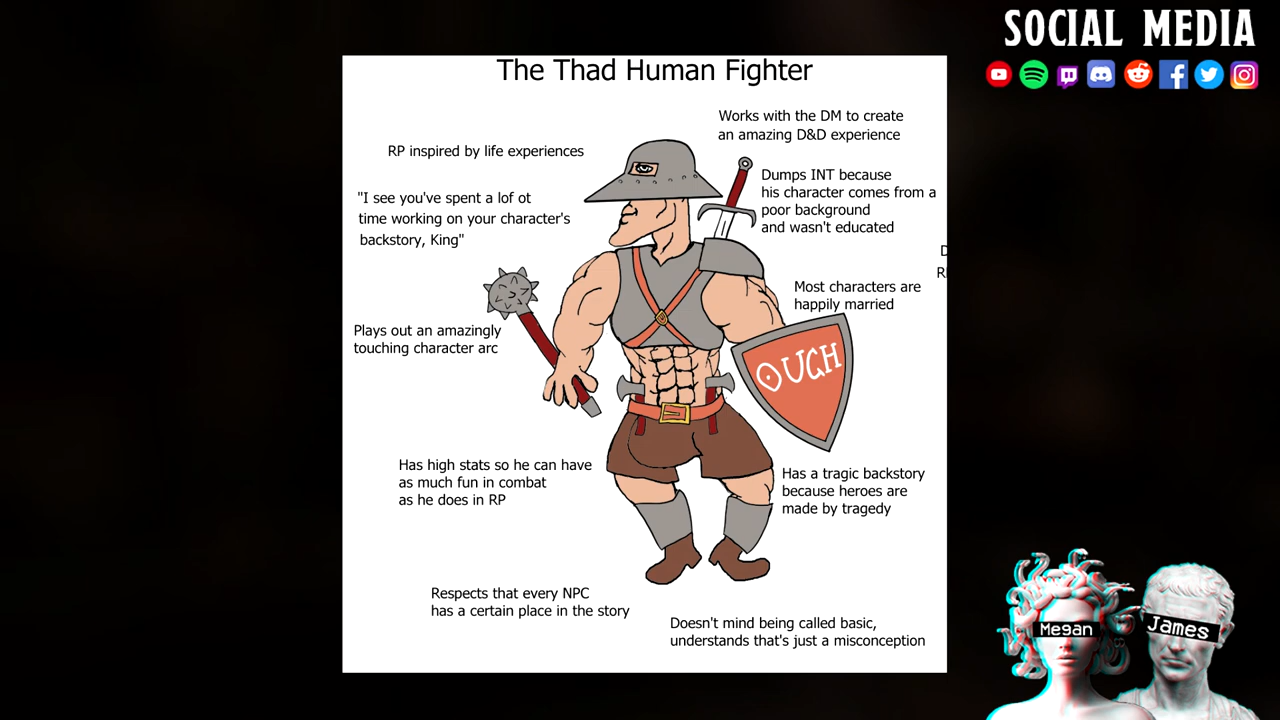 SOCIAL MEDIA
The Thad Human Fighter
Works with the DM to create
an amazing D&D experience
RP inspired by life experiences
Dumps INT because
his character comes from a
poor background
and wasn't educated
"I see you've spent a lof ot
time working on your character's
backstory, King"
D
R
Most characters are
happily married
Plays out an amazingly
touching character arc
OUCH
Has high stats so he can have
as much fun in combat
as he does in RP
Has a tragic backstory
because heroes are
made by tragedy
Respects that every NPC
has a certain place in the story
Doesn't mind being called basic,
understands that's just a misconception
Megan
James